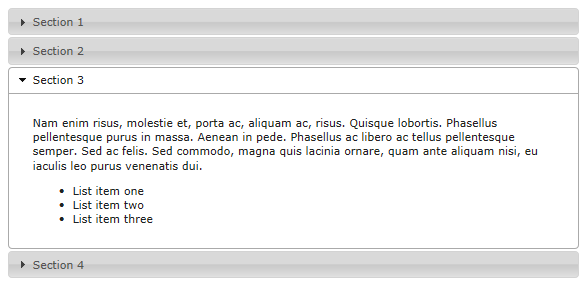 Section 1
Section 2
Section 3
Nam enim risus, molestie et, porta ac, aliquam ac, risus. Quisque lobortis. Phasellus
pellentesque purus in massa. Aenean in pede. Phasellus ac libero ac tellus pellentesque
semper. Sed ac felis. Sed commodo, magna quis lacinia ornare, quam ante aliquam nisi, eu
iaculis leo purus venenatis dui.
• List item one
• List item two
• List item three
Section 4